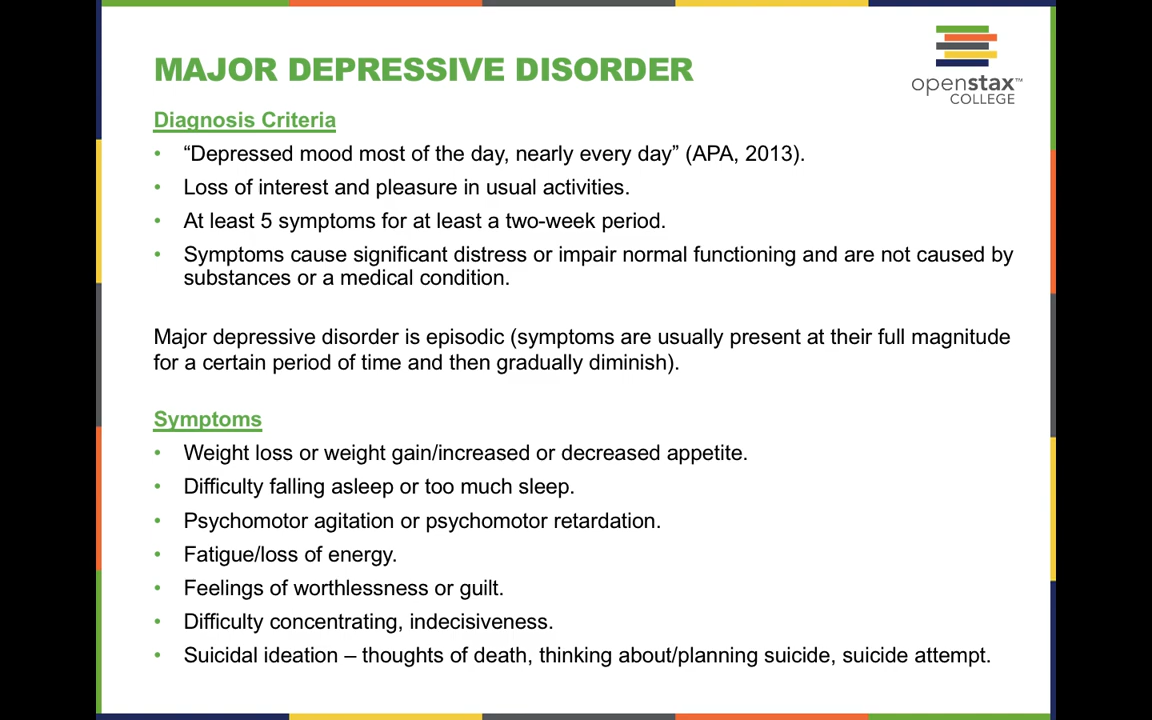 MAJOR DEPRESSIVE DISORDER
openstax™
COLLEGE
Diagnosis Criteria
• “Depressed mood most of the day, nearly every day” (APA, 2013).
• Loss of interest and pleasure in usual activities.
• At least 5 symptoms for at least a two-week period.
• Symptoms cause significant distress or impair normal functioning and are not caused by
substances or a medical condition.
Major depressive disorder is episodic (symptoms are usually present at their full magnitude
for a certain period of time and then gradually diminish).
Symptoms
• Weight loss or weight gain/increased or decreased appetite.
• Difficulty falling asleep or too much sleep.
• Psychomotor agitation or psychomotor retardation.
• Fatigue/loss of energy.
• Feelings of worthlessness or guilt.
• Difficulty concentrating, indecisiveness.
• Suicidal ideation – thoughts of death, thinking about/planning suicide, suicide attempt.